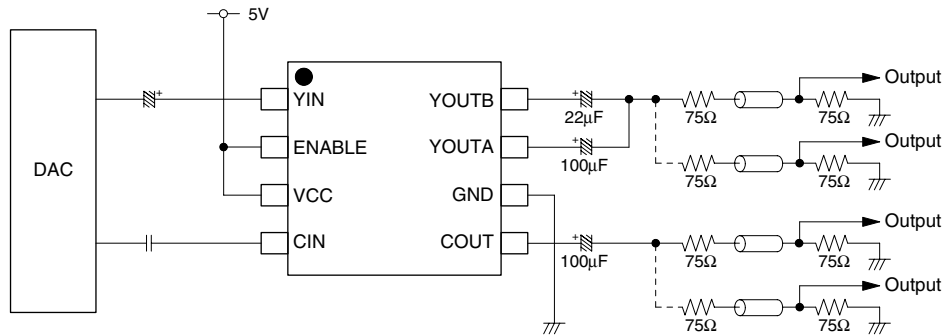 5V
DAC
YIN
ENABLE
VCC
CIN
YOUTB
YOUTA
GND
COUT
+
+
22μF
+
100μF
+
100μF
75Ω
75Ω
Output
75Ω
75Ω
Output
75Ω
75Ω
Output
75Ω
75Ω
Output